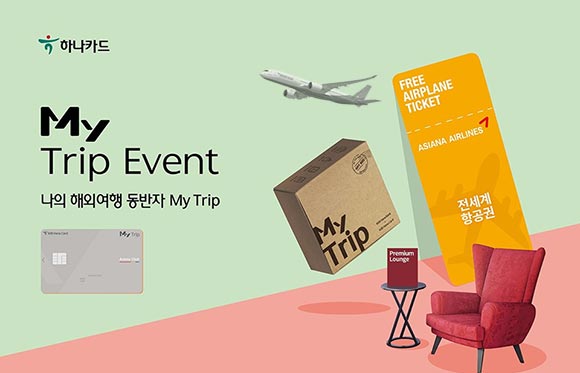 하나카드
My
Trip Event
나의 해외여행 동반자 My Trip
My Trip
FREE
AIRPLANE
TICKET
ASIANA AIRLINES
전세계
항공권
My
Trip
Premium
Lounge